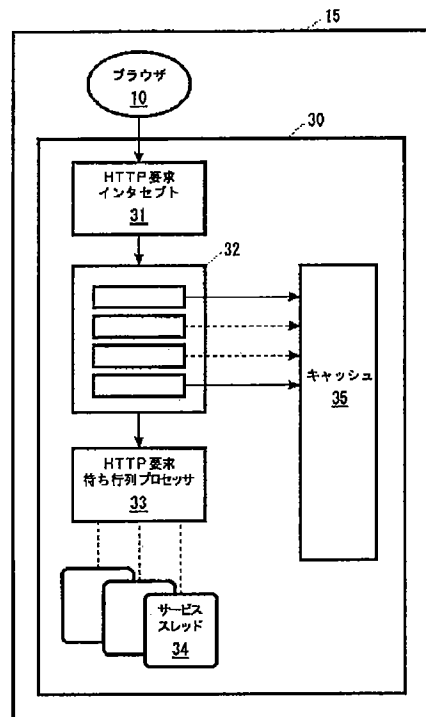 15
ブラウザ
10
30
HTTP要求
インタセプト
31
32
キャッシュ
35
HTTP要求
待ち行列プロセッサ
33
サービス
スレッド
34